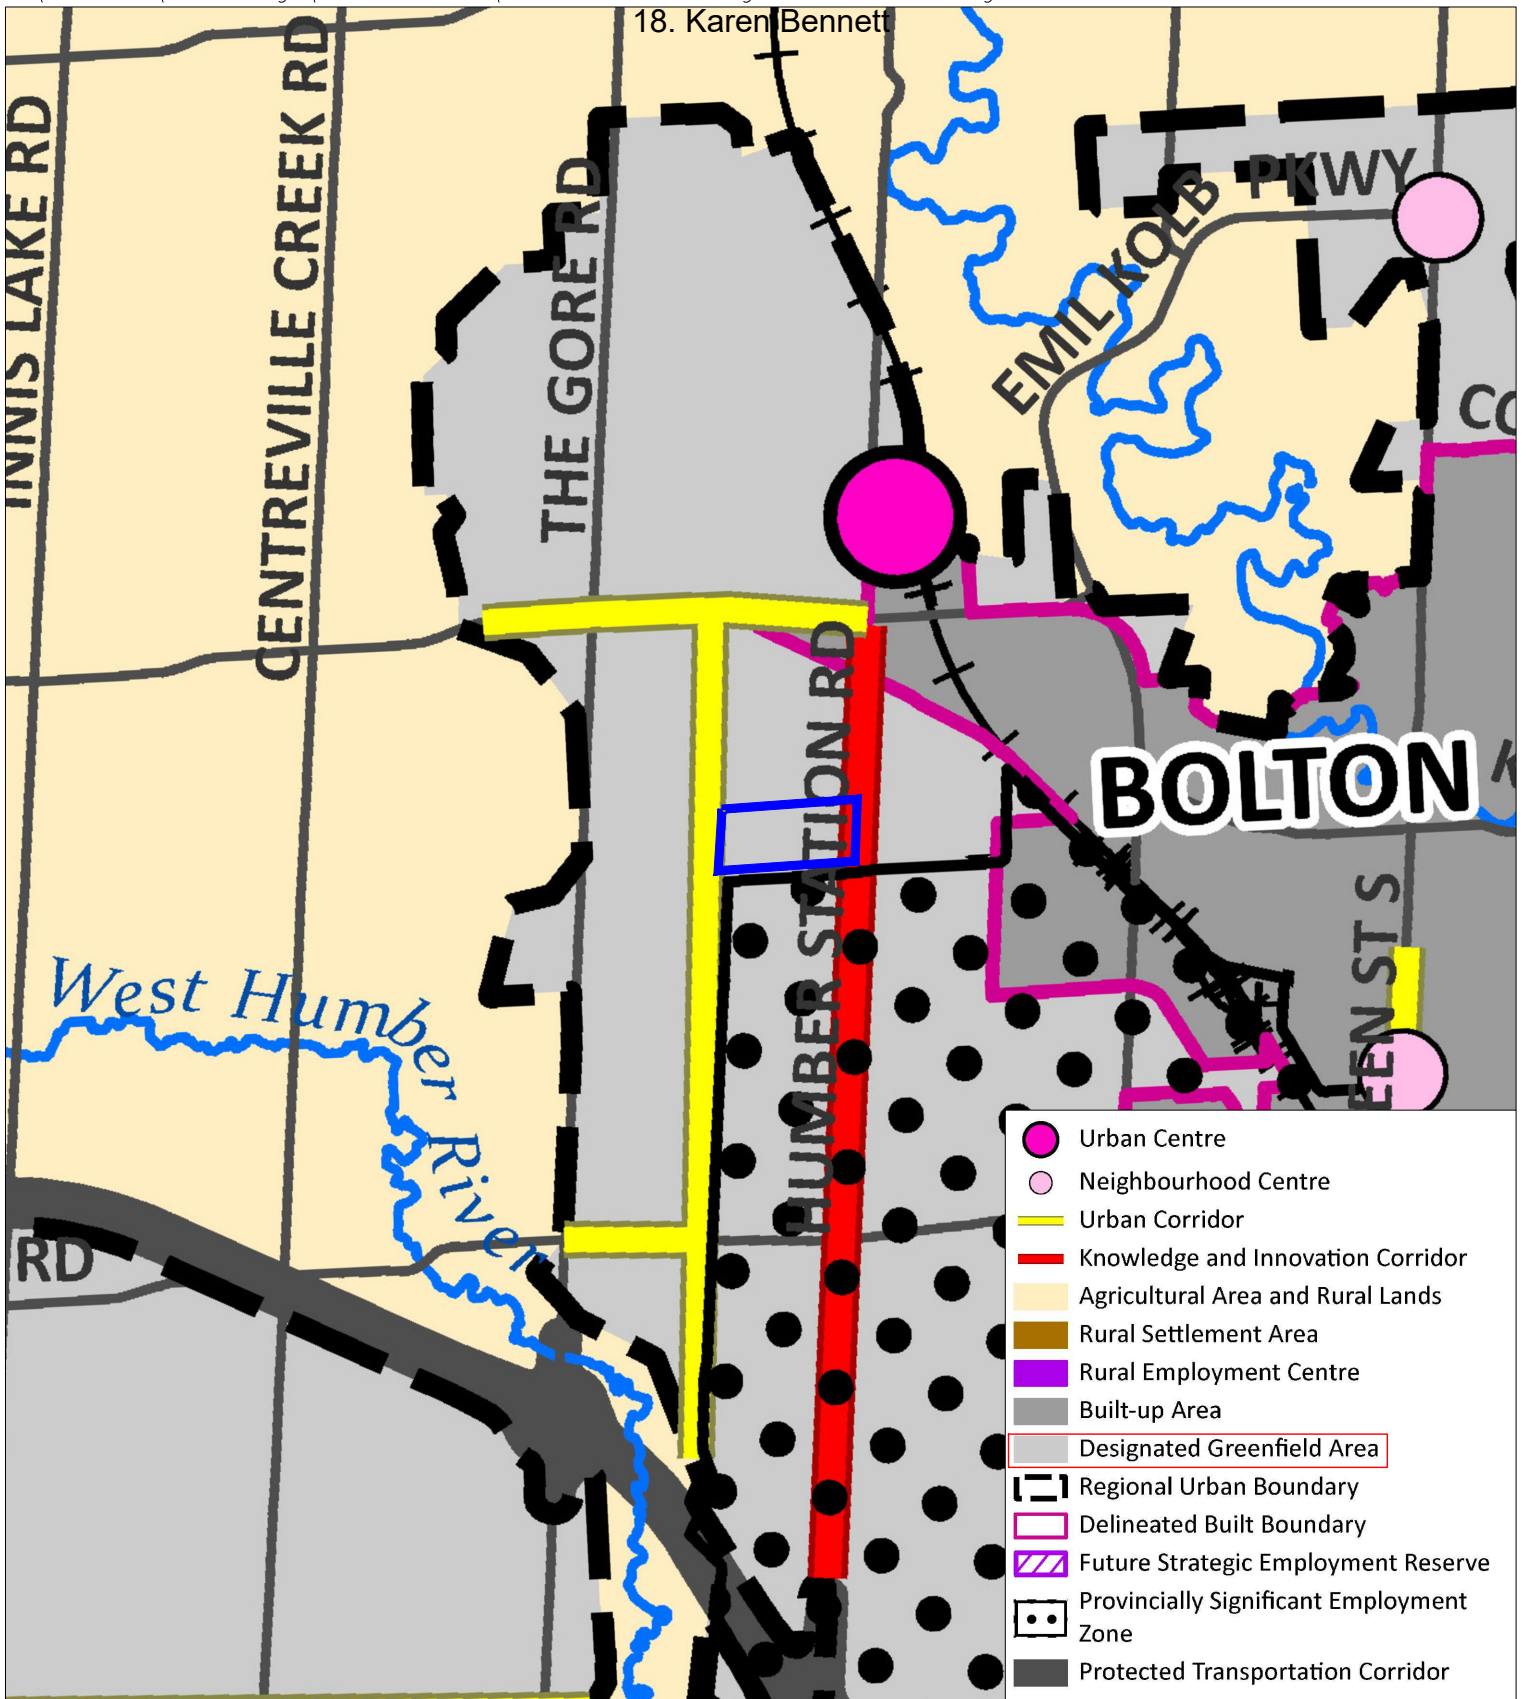 18. Karen Bennett
INNIS LAKE RD
CENTREVILLE CREEK RD
THE GORE RD
EMIL KOLB PKWY
HUMBER STATION RD
BOLTON
EEN ST S
West Humber River
RD
Urban Centre
Neighbourhood Centre
Urban Corridor
Knowledge and Innovation Corridor
Agricultural Area and Rural Lands
Rural Settlement Area
Rural Employment Centre
Built-up Area
Designated Greenfield Area
Regional Urban Boundary
Delineated Built Boundary
Future Strategic Employment Reserve
Provincially Significant Employment
Zone
Protected Transportation Corridor